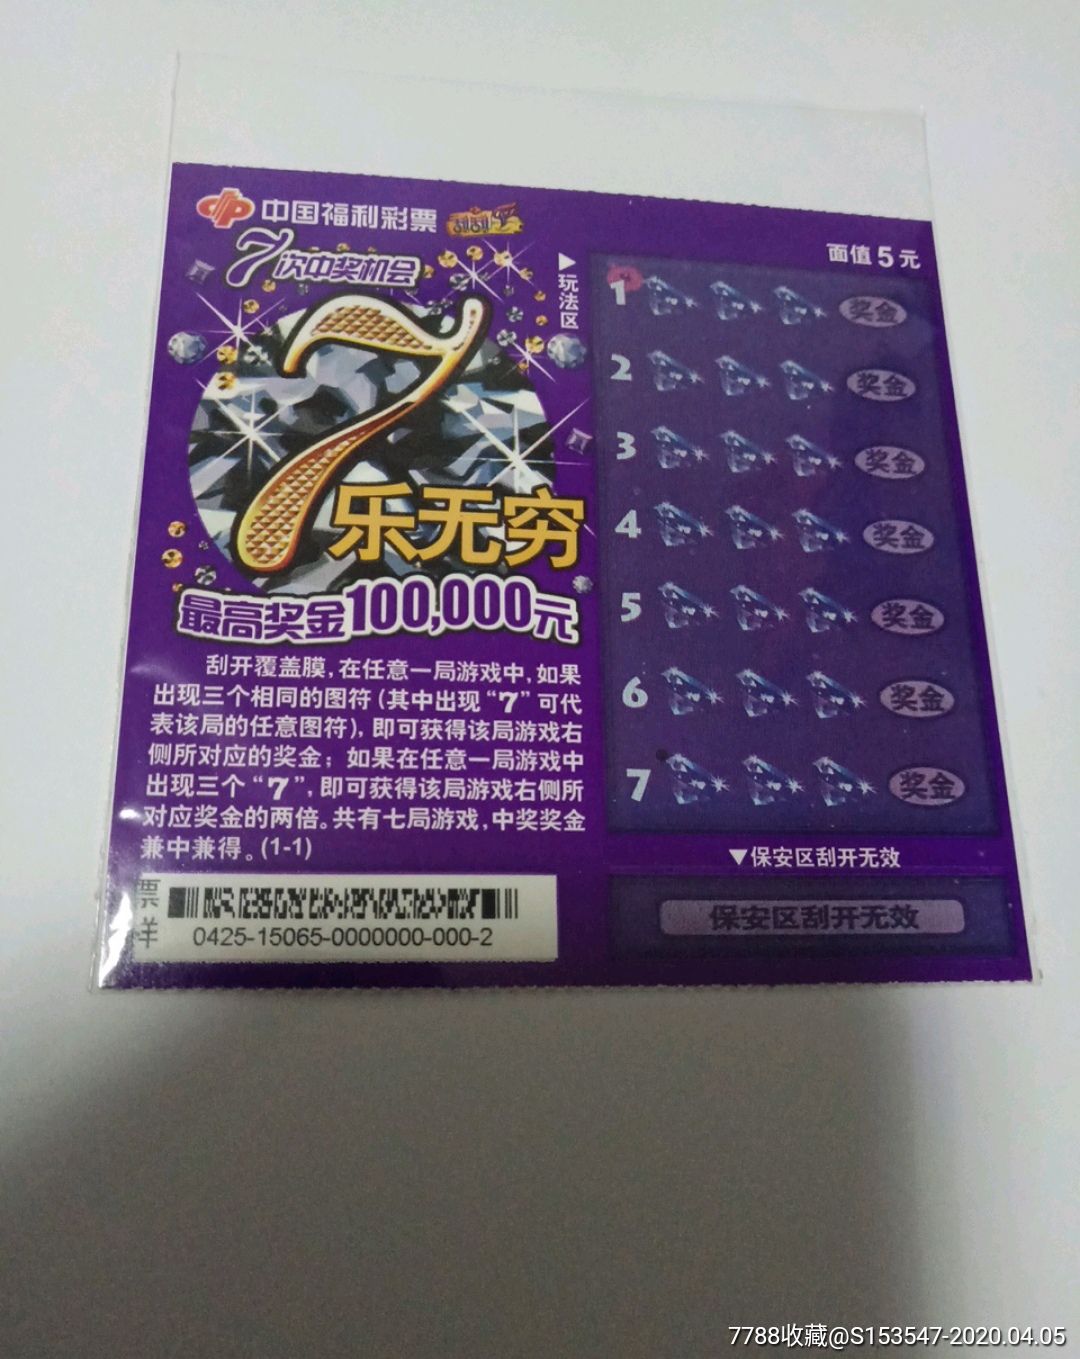 中国福利彩票 刮刮乐
7次中奖机会
7乐无穷
最高奖金100,000元
刮开覆盖膜，在任意一局游戏中，如果
出现三个相同的图符（其中出现“7”可代
表该局的任意图符），即可获得该局游戏右
侧所对应的奖金；如果在任意一局游戏中
出现三个“7”，即可获得该局游戏右侧所
对应奖金的两倍。共有七局游戏，中奖奖金
兼中兼得。(1-1)
票样
0425-15065-0000000-000-2
面值5元
▶玩法区
1 奖金
2 奖金
3 奖金
4 奖金
5 奖金
6 奖金
7 奖金
▼保安区刮开无效
保安区刮开无效
7788收藏@S153547-2020.04.05